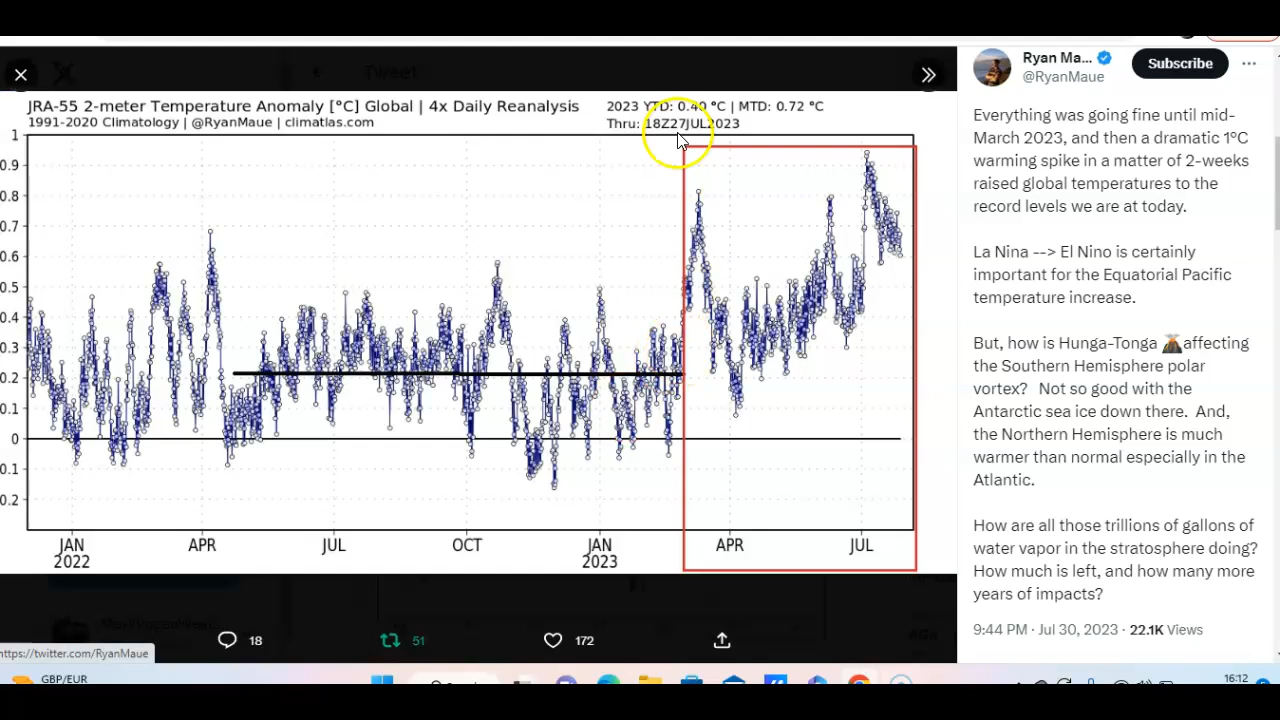 Tweet
JRA-55 2-meter Temperature Anomaly [°C] Global | 4x Daily Reanalysis
1991-2020 Climatology | @RyanMaue | climatlas.com
2023 YTD: 0.40 °C | MTD: 0.72 °C
Thru: 18Z27JUL2023
1
0.9
0.8
0.7
0.6
0.5
0.4
0.3
0.2
0.1
0
0.1
0.2
JAN
2022
APR
JUL
OCT
JAN
2023
APR
JUL
18
51
172
https://twitter.com/RyanMaue
Ryan Ma...
@RyanMaue
Subscribe
Everything was going fine until mid-
March 2023, and then a dramatic 1°C
warming spike in a matter of 2-weeks
raised global temperatures to the
record levels we are at today.
La Nina --> El Nino is certainly
important for the Equatorial Pacific
temperature increase.
But, how is Hunga-Tonga 🌋affecting
the Southern Hemisphere polar
vortex? Not so good with the
Antarctic sea ice down there. And,
the Northern Hemisphere is much
warmer than normal especially in the
Atlantic.
How are all those trillions of gallons of
water vapor in the stratosphere doing?
How much is left, and how many more
years of impacts?
9:44 PM · Jul 30, 2023 · 22.1K Views
GBP/EUR
16:12